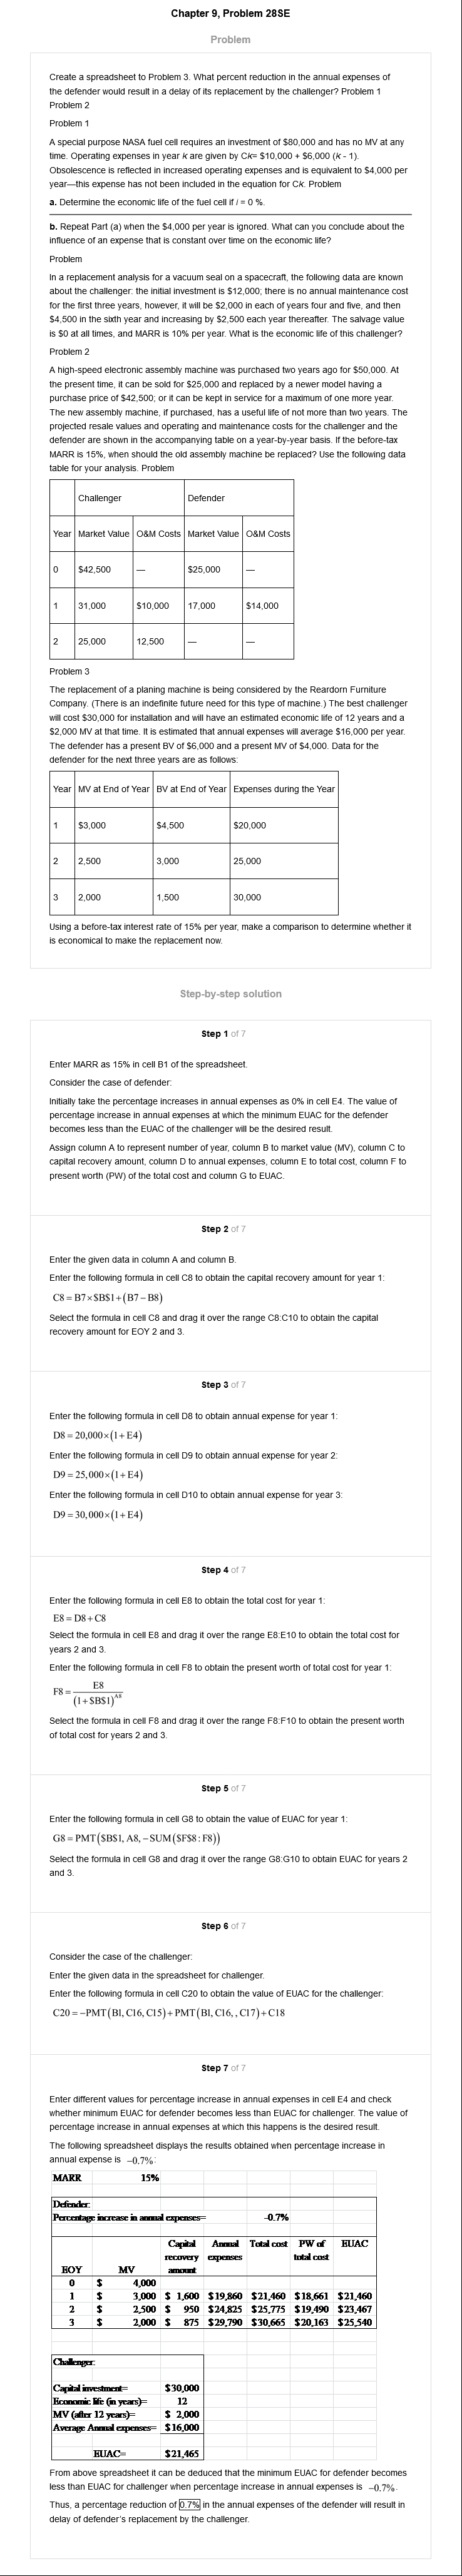 Chapter 9, Problem 28SE
Problem
Create a spreadsheet to Problem 3. What percent reduction in the annual expenses of
the defender would result in a delay of its replacement by the challenger? Problem 1
Problem 2
Problem 1
A special purpose NASA fuel cell requires an investment of $80,000 and has no MV at any
time. Operating expenses in year k are given by Ck= $10,000 + $6,000 (k - 1).
Obsolescence is reflected in increased operating expenses and is equivalent to $4,000 per
year—this expense has not been included in the equation for Ck. Problem
a. Determine the economic life of the fuel cell if i = 0 %.
b. Repeat Part (a) when the $4,000 per year is ignored. What can you conclude about the
influence of an expense that is constant over time on the economic life?
Problem
In a replacement analysis for a vacuum seal on a spacecraft, the following data are known
about the challenger: the initial investment is $12,000; there is no annual maintenance cost
for the first three years, however, it will be $2,000 in each of years four and five, and then
$4,500 in the sixth year and increasing by $2,500 each year thereafter. The salvage value
is $0 at all times, and MARR is 10% per year. What is the economic life of this challenger?
Problem 2
A high-speed electronic assembly machine was purchased two years ago for $50,000. At
the present time, it can be sold for $25,000 and replaced by a newer model having a
purchase price of $42,500; or it can be kept in service for a maximum of one more year.
The new assembly machine, if purchased, has a useful life of not more than two years. The
projected resale values and operating and maintenance costs for the challenger and the
defender are shown in the accompanying table on a year-by-year basis. If the before-tax
MARR is 15%, when should the old assembly machine be replaced? Use the following data
table for your analysis. Problem
Challenger Defender
Year Market Value O&M Costs Market Value O&M Costs
0 $42,500 — $25,000 —
1 31,000 $10,000 17,000 $14,000
2 25,000 12,500 — —
Problem 3
The replacement of a planing machine is being considered by the Reardorn Furniture
Company. (There is an indefinite future need for this type of machine.) The best challenger
will cost $30,000 for installation and will have an estimated economic life of 12 years and a
$2,000 MV at that time. It is estimated that annual expenses will average $16,000 per year.
The defender has a present BV of $6,000 and a present MV of $4,000. Data for the
defender for the next three years are as follows:
Year MV at End of Year BV at End of Year Expenses during the Year
1 $3,000 $4,500 $20,000
2 2,500 3,000 25,000
3 2,000 1,500 30,000
Using a before-tax interest rate of 15% per year, make a comparison to determine whether it
is economical to make the replacement now.
Step-by-step solution
Step 1 of 7
Enter MARR as 15% in cell B1 of the spreadsheet.
Consider the case of defender:
Initially take the percentage increases in annual expenses as 0% in cell E4. The value of
percentage increase in annual expenses at which the minimum EUAC for the defender
becomes less than the EUAC of the challenger will be the desired result.
Assign column A to represent number of year, column B to market value (MV), column C to
capital recovery amount, column D to annual expenses, column E to total cost, column F to
present worth (PW) of the total cost and column G to EUAC.
Step 2 of 7
Enter the given data in column A and column B.
Enter the following formula in cell C8 to obtain the capital recovery amount for year 1:
C8 = B7×$B$1+(B7−B8)
Select the formula in cell C8 and drag it over the range C8:C10 to obtain the capital
recovery amount for EOY 2 and 3.
Step 3 of 7
Enter the following formula in cell D8 to obtain annual expense for year 1:
D8 = 20,000×(1+E4)
Enter the following formula in cell D9 to obtain annual expense for year 2:
D9 = 25,000×(1+E4)
Enter the following formula in cell D10 to obtain annual expense for year 3:
D9 = 30,000×(1+E4)
Step 4 of 7
Enter the following formula in cell E8 to obtain the total cost for year 1:
E8 = D8+C8
Select the formula in cell E8 and drag it over the range E8:E10 to obtain the total cost for
years 2 and 3.
Enter the following formula in cell F8 to obtain the present worth of total cost for year 1:
F8 = E8 / (1+$B$1)^A8
Select the formula in cell F8 and drag it over the range F8:F10 to obtain the present worth
of total cost for years 2 and 3.
Step 5 of 7
Enter the following formula in cell G8 to obtain the value of EUAC for year 1:
G8 = PMT($B$1, A8, −SUM($F$8:F8))
Select the formula in cell G8 and drag it over the range G8:G10 to obtain EUAC for years 2
and 3.
Step 6 of 7
Consider the case of the challenger:
Enter the given data in the spreadsheet for challenger.
Enter the following formula in cell C20 to obtain the value of EUAC for the challenger:
C20 = −PMT(B1, C16, C15)+PMT(B1, C16, , C17)+C18
Step 7 of 7
Enter different values for percentage increase in annual expenses in cell E4 and check
whether minimum EUAC for defender becomes less than EUAC for challenger. The value of
percentage increase in annual expenses at which this happens is the desired result.
The following spreadsheet displays the results obtained when percentage increase in
annual expense is −0.7%:
MARR 15%
Defender:
Percentage increase in annual expenses= -0.7%
Capital Annual Total cost PW of EUAC
recovery expenses total cost
EOY MV amount
0 $ 4,000
1 $ 3,000 $ 1,600 $19,860 $21,460 $18,661 $21,460
2 $ 2,500 $ 950 $24,825 $25,775 $19,490 $23,467
3 $ 2,000 $ 875 $29,790 $30,665 $20,163 $25,540
Challenger:
Capital investment= $30,000
Economic life (in years)= 12
MV (after 12 years)= $ 2,000
Average Annual expenses= $16,000
EUAC= $21,465
From above spreadsheet it can be deduced that the minimum EUAC for defender becomes
less than EUAC for challenger when percentage increase in annual expenses is −0.7%.
Thus, a percentage reduction of 0.7% in the annual expenses of the defender will result in
delay of defender's replacement by the challenger.